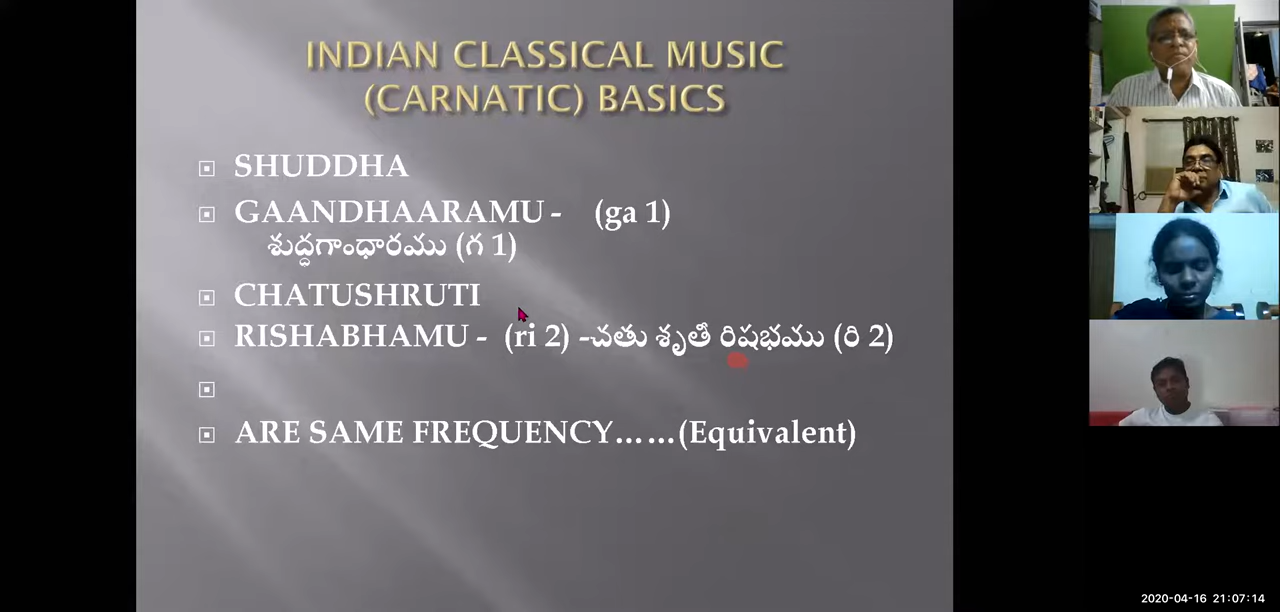 INDIAN CLASSICAL MUSIC
(CARNATIC) BASICS
SHUDDHA
GAANDHAARAMU - (ga 1)
శుద్ధగాంధారము (గ 1)
CHATUSHRUTI
RISHABHAMU - (ri 2) -చతు శృతీ రిషభము (రి 2)
ARE SAME FREQUENCY......(Equivalent)
2020-04-16 21:07:14